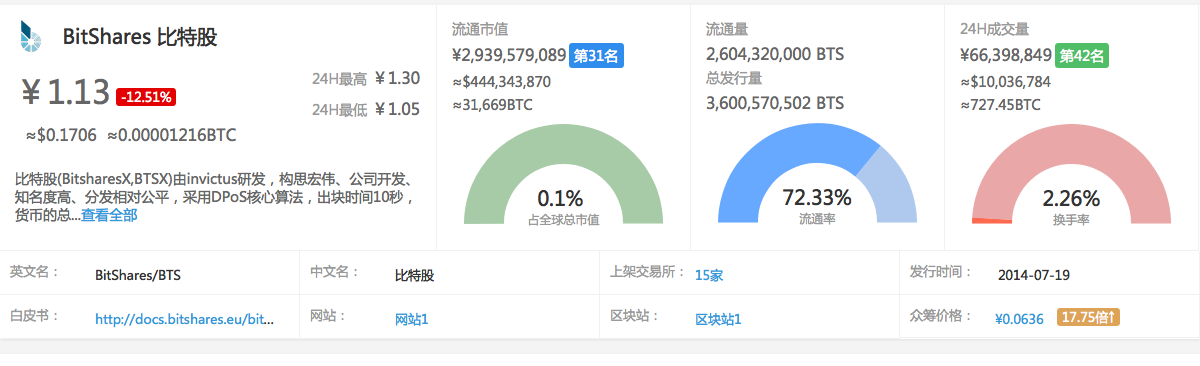 BitShares 比特股
¥ 1.13 -12.51%
24H最高 ¥ 1.30
24H最低 ¥ 1.05
≈$0.1706 ≈0.00001216BTC
比特股(BitsharesX,BTSX)由invictus研发，构思宏伟、公司开发、
知名度高、分发相对公平，采用DPoS核心算法，出块时间10秒，
货币的总...查看全部
流通市值
¥2,939,579,089 第31名
≈$444,343,870
≈31,669BTC
0.1%
占全球总市值
流通量
2,604,320,000 BTS
总发行量
3,600,570,502 BTS
72.33%
流通率
24H成交量
¥66,398,849 第42名
≈$10,036,784
≈727.45BTC
2.26%
换手率
英文名： BitShares/BTS
中文名： 比特股
上架交易所： 15家
发行时间： 2014-07-19
白皮书： http://docs.bitshares.eu/bit...
网站： 网站1
区块站： 区块站1
众筹价格： ¥0.0636 17.75倍↑